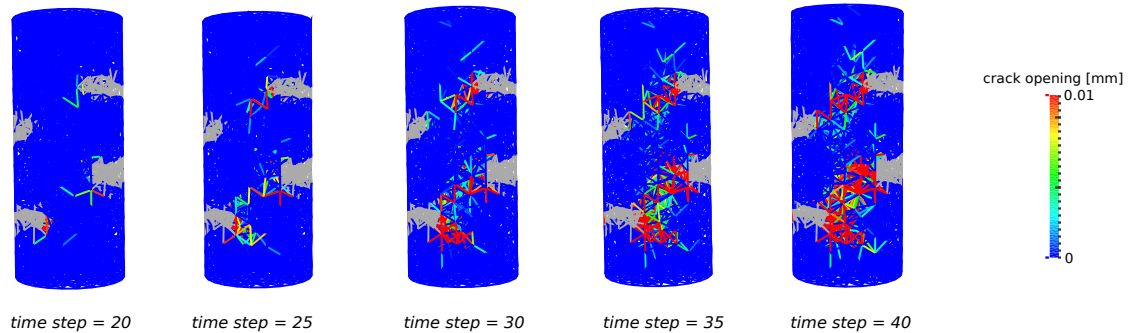 crack opening [mm]
0.01
0
time step = 20
time step = 25
time step = 30
time step = 35
time step = 40